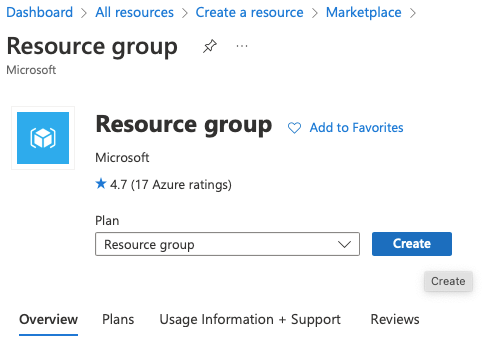 Dashboard > All resources > Create a resource > Marketplace >
Resource group ...
Microsoft
Resource group Add to Favorites
Microsoft
★ 4.7 (17 Azure ratings)
Plan
Resource group Create
Create
Overview Plans Usage Information + Support Reviews